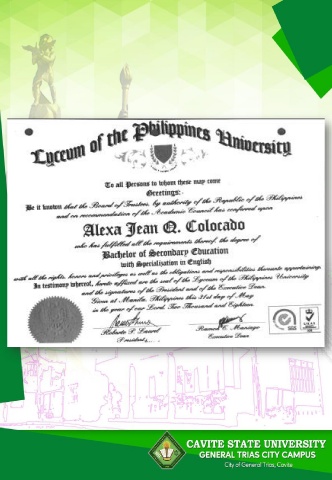 Lyceum of the Philippines University
To all Persons to whom these may come
Greetings:
Be it known that the Board of Trustees, by authority of the Republic of the Philippines
and on recommendation of the Academic Council has conferred upon
Alexa Jean Q. Colocado
who has fulfilled all the requirements thereof, the degree of
Bachelor of Secondary Education
with Specialization in English
with all the rights, honors and privileges as well as the obligations and responsibilities thereunto appertaining.
In testimony whereof, hereto affixed are the seal of the Lyceum of the Philippines University
and the signatures of the President and of the Executive Dean.
Given at Manila, Philippines this 21st day of May
in the year of our Lord, Two Thousand and Eighteen
Roberto P. Laurel
President
Executive Dean
SGS
CAVITE STATE UNIVERSITY
GENERAL TRIAS CITY CAMPUS
City of General Trias, Cavite